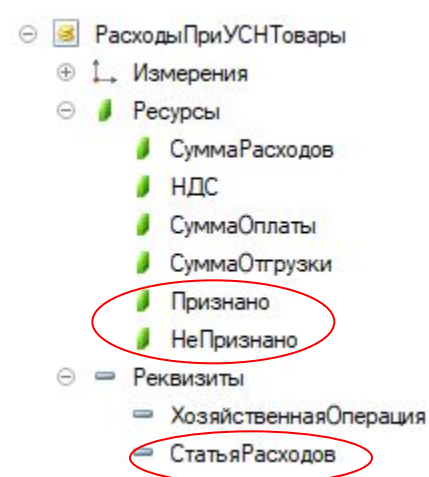 РасходыПриУСНТовары
Измерения
Ресурсы
СуммаРасходов
НДС
СуммаОплаты
СуммаОтгрузки
Признано
НеПризнано
Реквизиты
ХозяйственнаяОперация
СтатьяРасходов